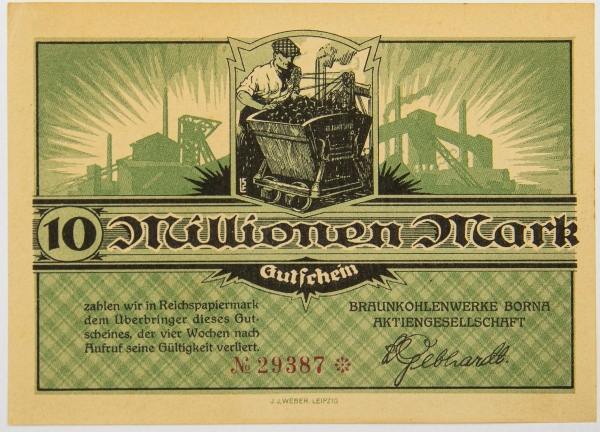 10 Millionen Mark
Gutschein
zahlen wir in Reichspapiermark
dem Überbringer dieses Gut-
scheines, der vier Wochen nach
Aufruf seine Gültigkeit verliert.
BRAUNKOHLENWERKE BORNA
AKTIENGESELLSCHAFT
Gebhardt.
№ 29387 ❊
J.J.WEBER, LEIPZIG